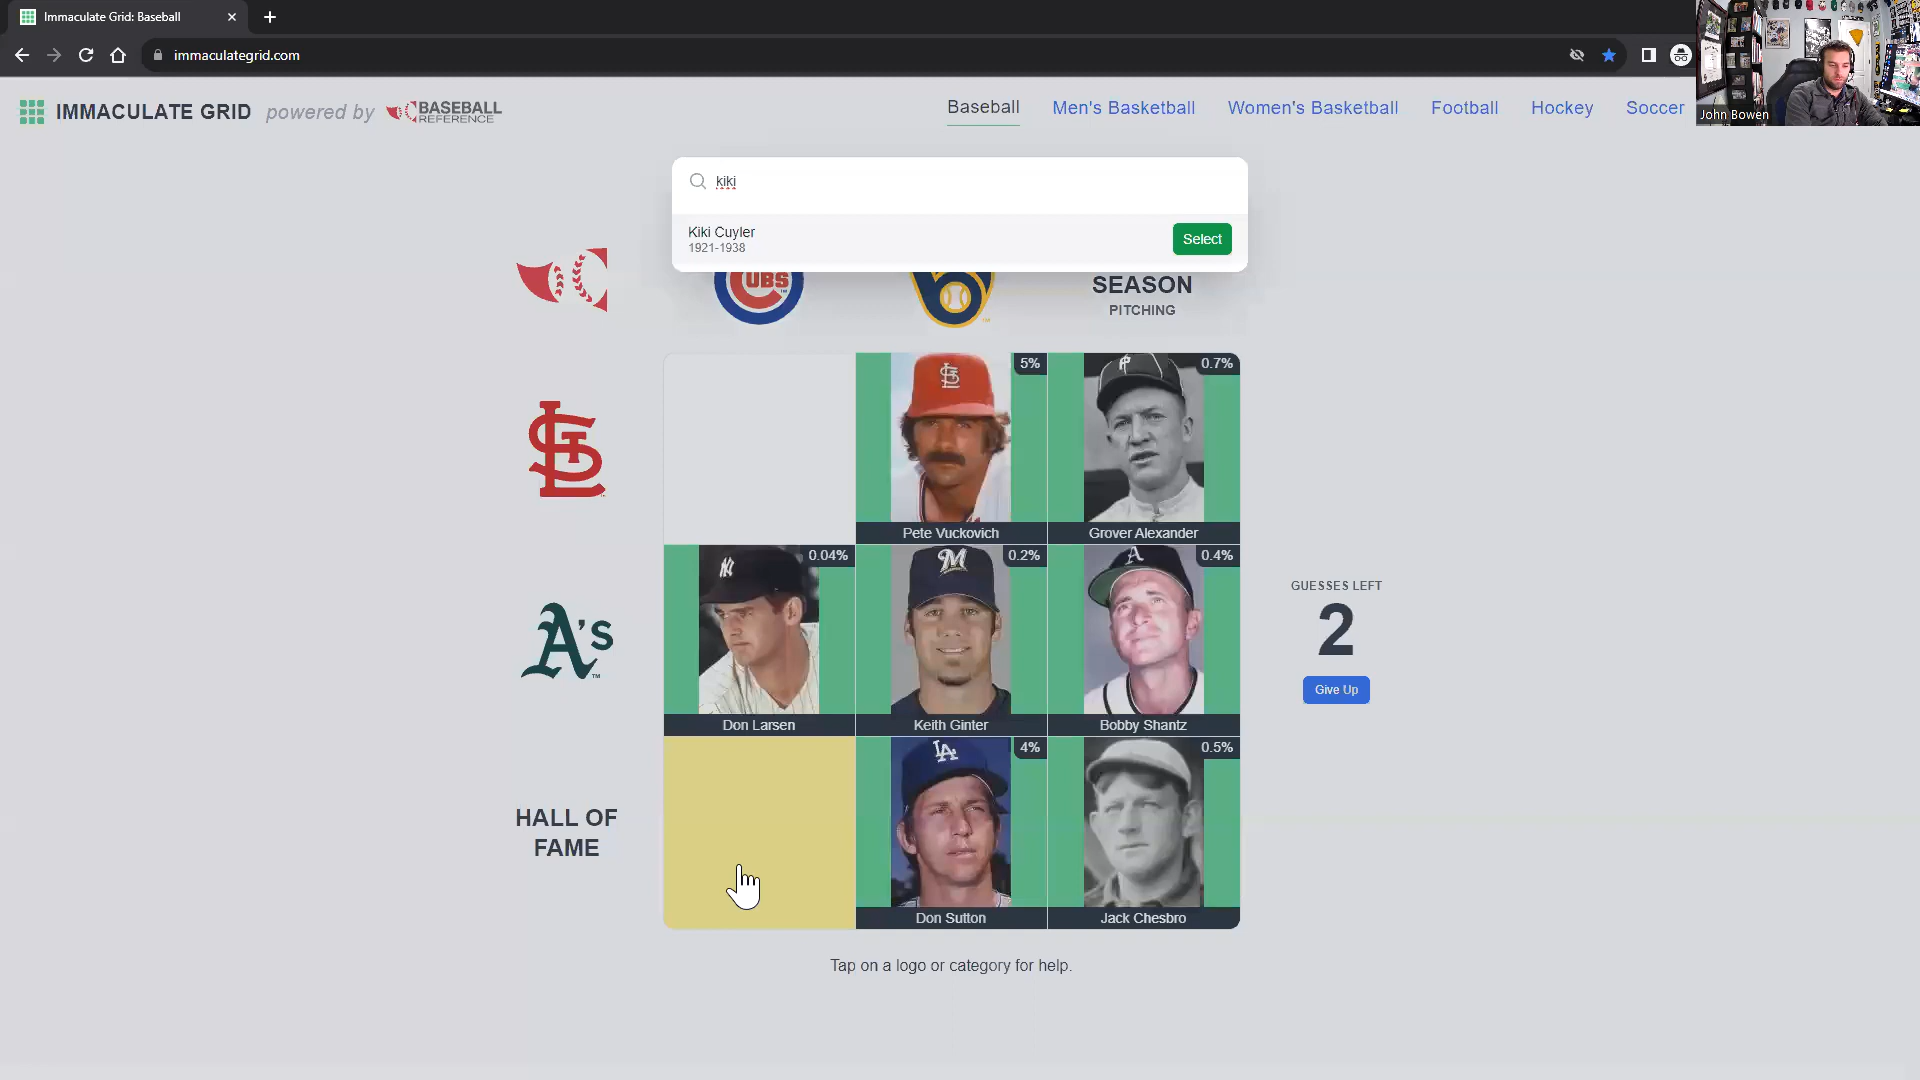 Immaculate Grid: Baseball
immaculategrid.com
IMMACULATE GRID powered by BASEBALL REFERENCE
Baseball Men's Basketball Women's Basketball Football Hockey Soccer
John Bowen
kiki
Kiki Cuyler
1921-1938
Select
CUBS
SEASON
PITCHING
STL
5%
0.7%
Pete Vuckovich
Grover Alexander
A's
0.04%
0.2%
0.4%
Don Larsen
Keith Ginter
Bobby Shantz
GUESSES LEFT
2
Give Up
HALL OF
FAME
4%
0.5%
LA
Don Sutton
Jack Chesbro
Tap on a logo or category for help.